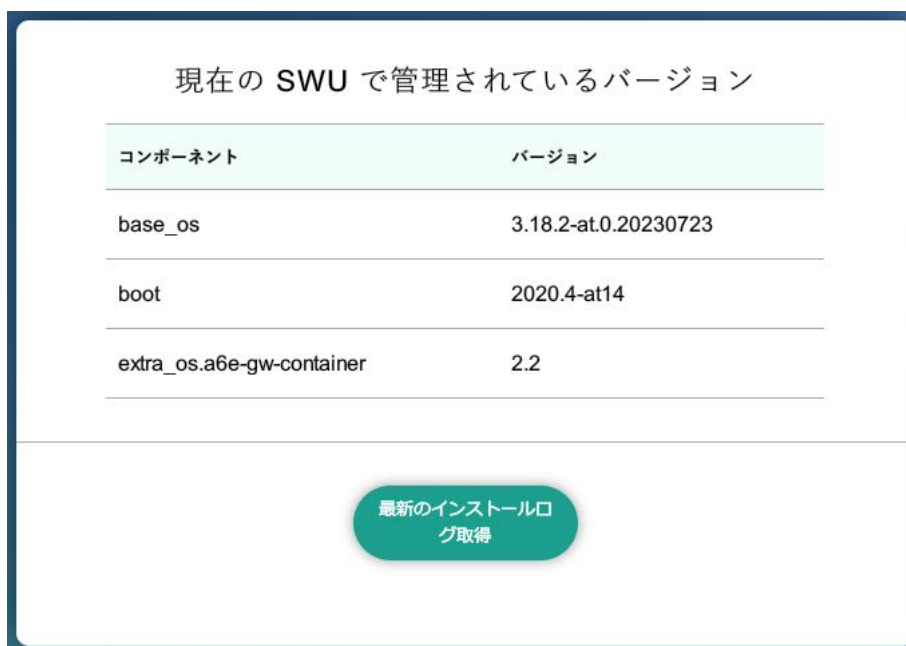 現在の SWU で管理されているバージョン
コンポーネント バージョン
base_os 3.18.2-at.0.20230723
boot 2020.4-at14
extra_os.a6e-gw-container 2.2
最新のインストールロ
グ取得